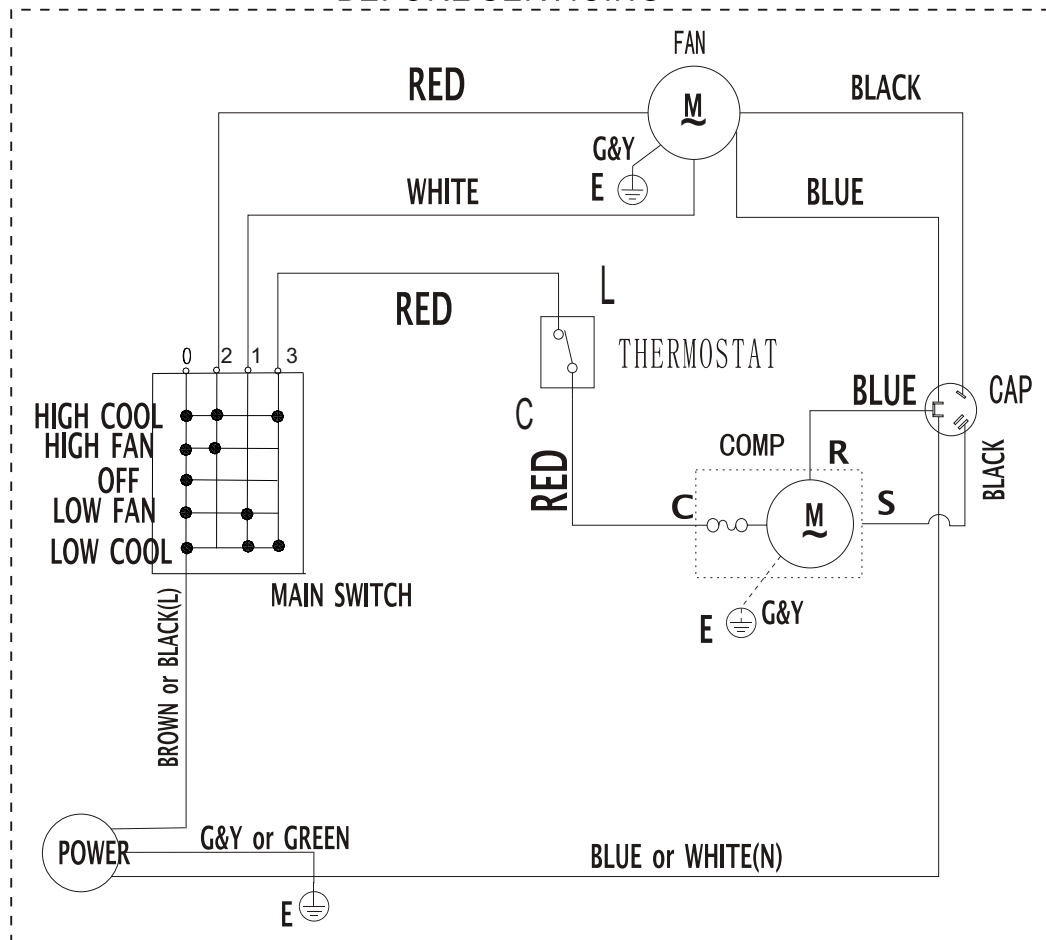 FAN
RED
M
BLACK
G&Y
E
WHITE
BLUE
RED
L
THERMOSTAT
C
0 2 1 3
HIGH COOL
HIGH FAN
OFF
LOW FAN
LOW COOL
MAIN SWITCH
BLUE
CAP
BLACK
COMP
R
RED
C
M
S
E
G&Y
BROWN or BLACK(L)
POWER
G&Y or GREEN
E
BLUE or WHITE(N)